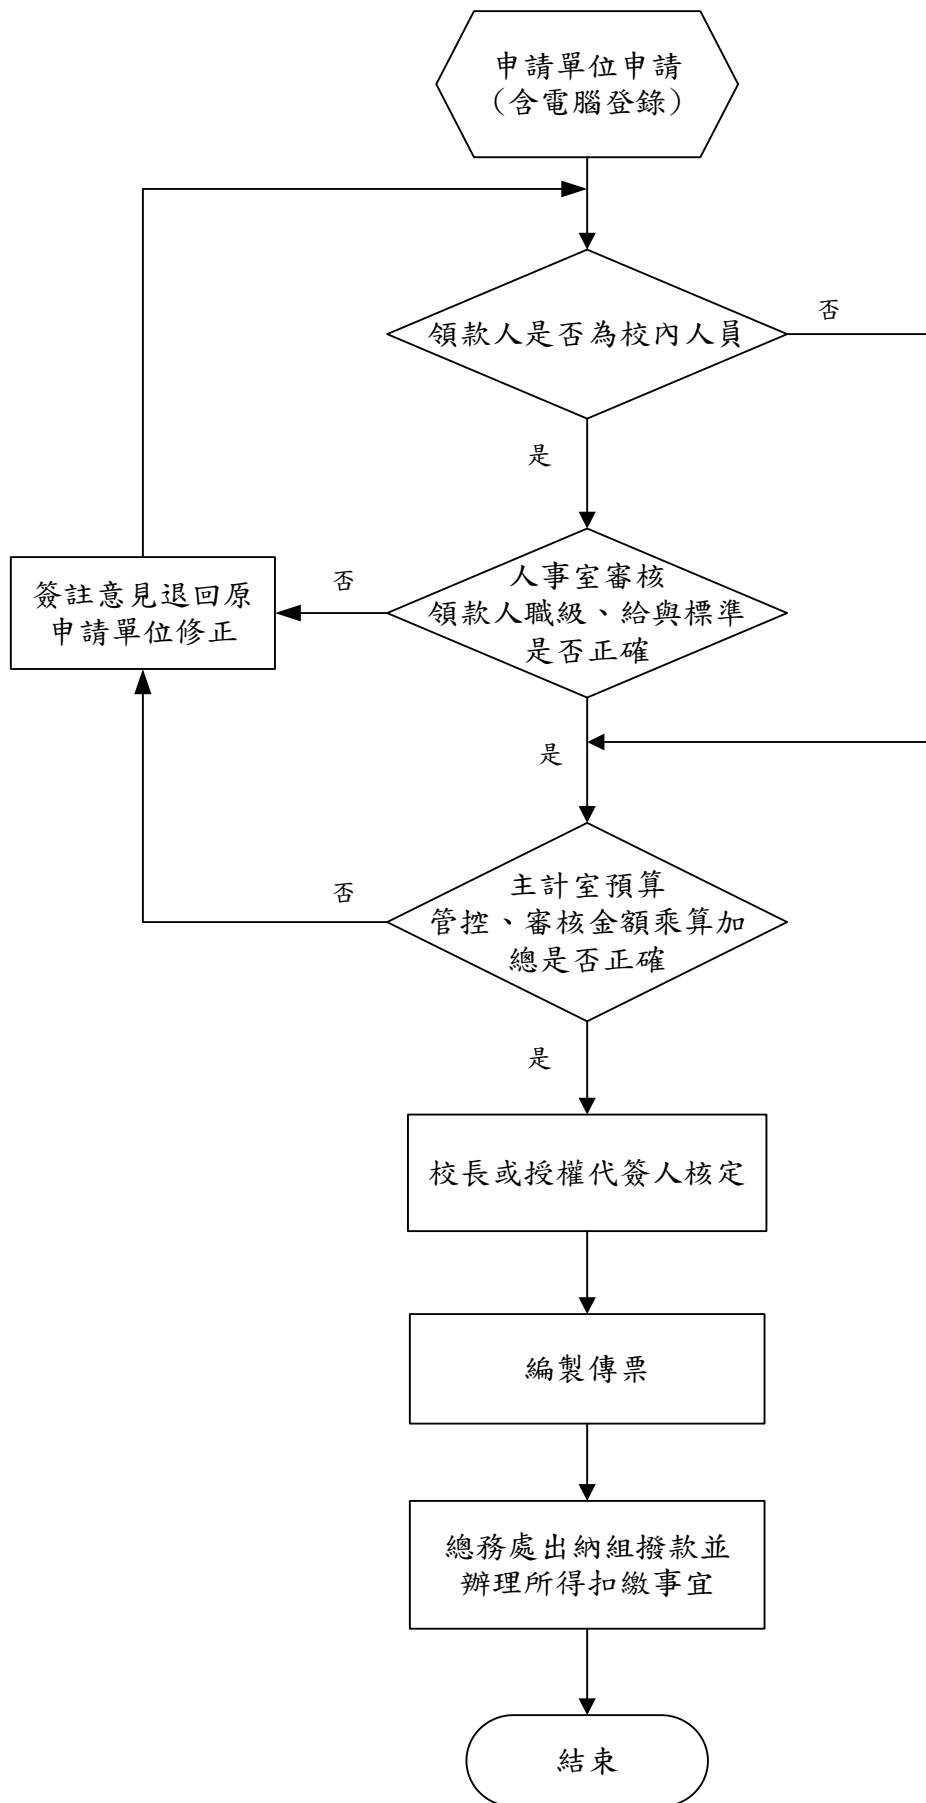 申請單位申請
（含電腦登錄）
領款人是否為校內人員
否
是
人事室審核
領款人職級、給與標準
是否正確
否
簽註意見退回原
申請單位修正
是
主計室預算
管控、審核金額乘算加
總是否正確
否
是
校長或授權代簽人核定
編製傳票
總務處出納組撥款並
辦理所得扣繳事宜
結束